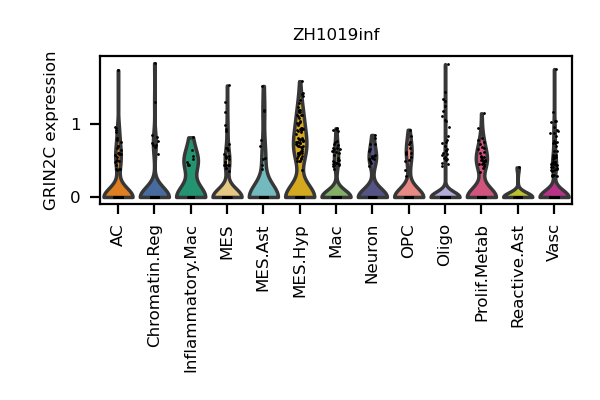 ZH1019inf
GRIN2C expression
1
0
AC
Chromatin.Reg
Inflammatory.Mac
MES
MES.Ast
MES.Hyp
Mac
Neuron
OPC
Oligo
Prolif.Metab
Reactive.Ast
Vasc